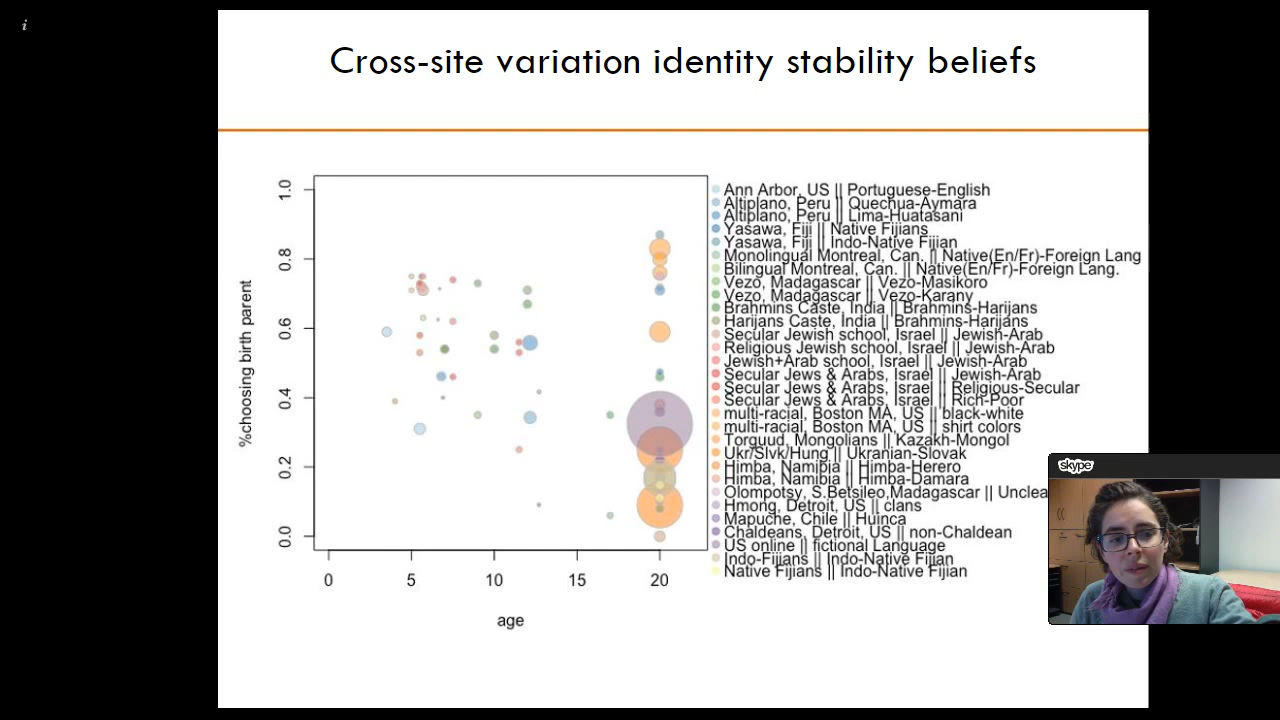 i
Cross-site variation identity stability beliefs
%choosing birth parent
1.0
0.8
0.6
0.4
0.2
0.0
0 5 10 15 20
age
Ann Arbor, US || Portuguese-English
Altiplano, Peru || Quechua-Aymara
Altiplano, Peru || Lima-Huatasani
Yasawa, Fiji || Native Fijians
Yasawa, Fiji || Indo-Native Fijian
Monolingual Montreal, Can. || Native(En/Fr)-Foreign Lang
Bilingual Montreal, Can. || Native(En/Fr)-Foreign Lang.
Vezo, Madagascar || Vezo-Masikoro
Vezo, Madagascar || Vezo-Karany
Brahmins Caste, India || Brahmins-Harijans
Harijans Caste, India || Brahmins-Harijans
Secular Jewish school, Israel || Jewish-Arab
Religious Jewish school, Israel || Jewish-Arab
Jewish+Arab school, Israel || Jewish-Arab
Secular Jews & Arabs, Israel || Jewish-Arab
Secular Jews & Arabs, Israel || Religious-Secular
Secular Jews & Arabs, Israel || Rich-Poor
multi-racial, Boston MA, US || black-white
multi-racial, Boston MA, US || shirt colors
Torguud, Mongolians || Kazakh-Mongol
Ukr/Slvk/Hung || Ukranian-Slovak
Himba, Namibia || Himba-Herero
Himba, Namibia || Himba-Damara
Olompotsy, S.Betsileo,Madagascar || Unclea
Hmong, Detroit, US || clans
Mapuche, Chile || Huinca
Chaldeans, Detroit, US || non-Chaldean
US online || fictional Language
Indo-Fijians || Indo-Native Fijian
Native Fijians || Indo-Native Fijian
skype